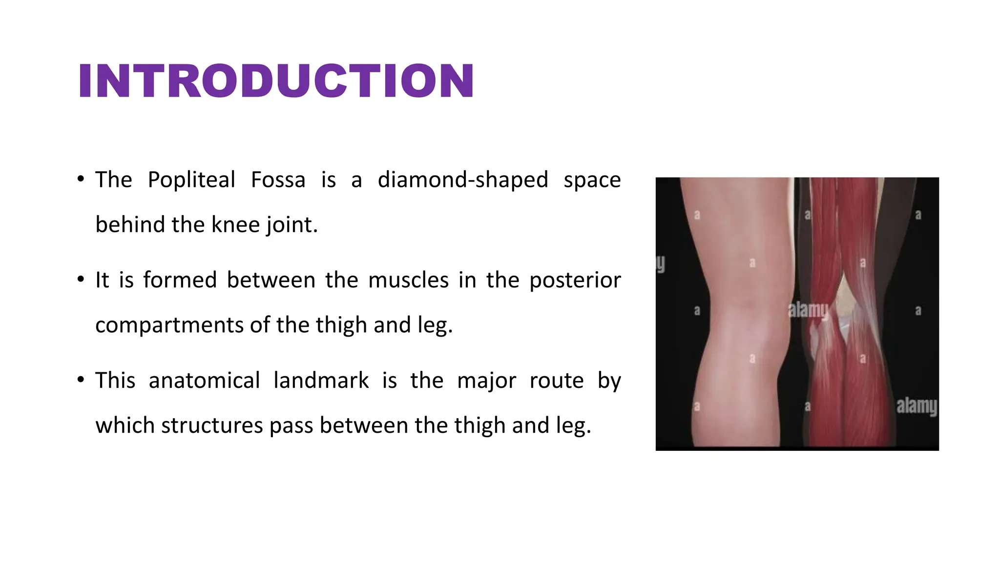 INTRODUCTION
• The Popliteal Fossa is a diamond-shaped space
behind the knee joint.
• It is formed between the muscles in the posterior
compartments of the thigh and leg.
• This anatomical landmark is the major route by
which structures pass between the thigh and leg.
a a a
a a
y
a alamy a
a a
a a alamy